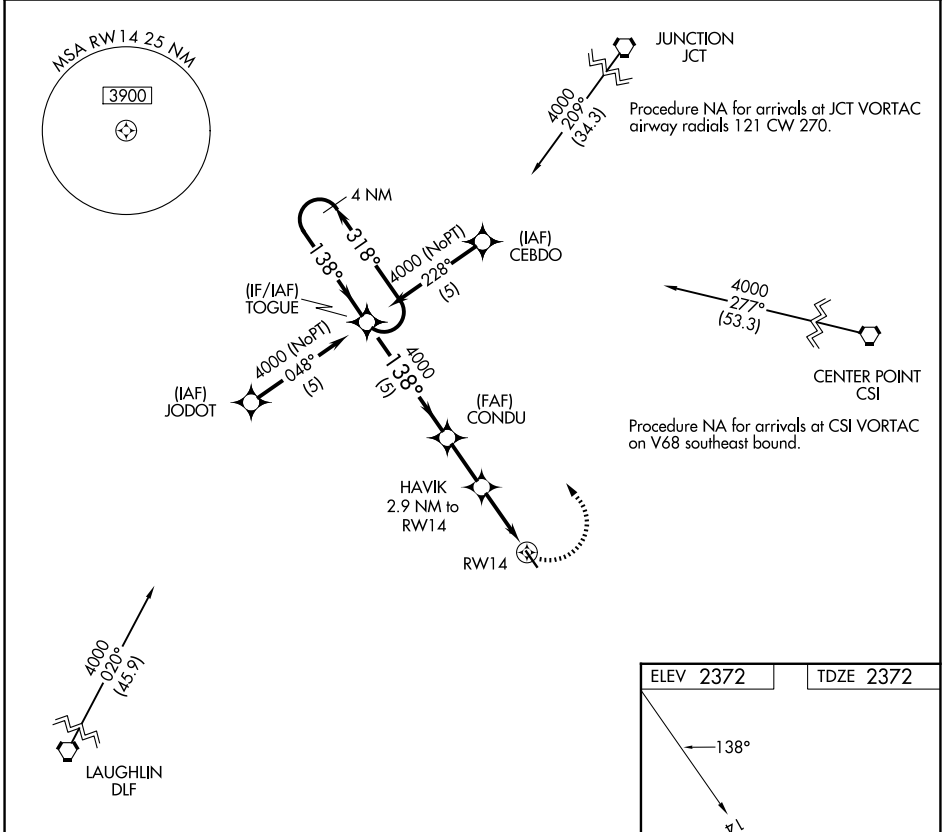 MSA RW14 25 NM
3900
JUNCTION
JCT
4000
209°
(34.3)
Procedure NA for arrivals at JCT VORTAC
airway radials 121 CW 270.
4 NM
318°
138°
4000 (NoPT)
228°
(5)
(IAF)
CEBDO
(IF/IAF)
TOGUE
4000 (NoPT)
048°
(5)
(IAF)
JODOT
4000
138°
(5)
(FAF)
CONDU
HAVIK
2.9 NM to
RW14
RW14
4000
277°
(53.3)
CENTER POINT
CSI
Procedure NA for arrivals at CSI VORTAC
on V68 southeast bound.
4000
020°
(45.9)
LAUGHLIN
DLF
ELEV 2372
TDZE 2372
138°
14